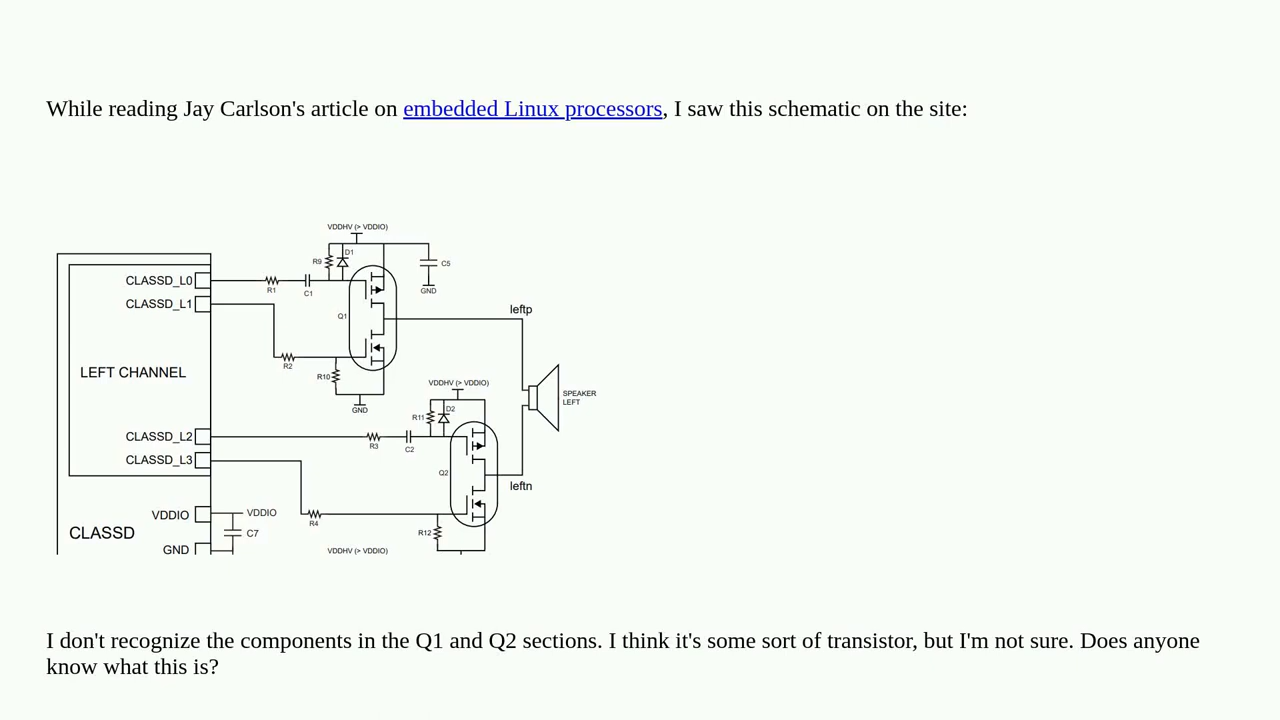 While reading Jay Carlson's article on embedded Linux processors, I saw this schematic on the site:
VDDHV (> VDDIO)
R9
D1
C5
GND
CLASSD_L0
R1
C1
CLASSD_L1
leftp
Q1
R2
R10
GND
LEFT CHANNEL
VDDHV (> VDDIO)
SPEAKER
LEFT
R11
D2
CLASSD_L2
R3
C2
CLASSD_L3
Q2
leftn
R4
R12
VDDIO
VDDIO
CLASSD
C7
GND
VDDHV (> VDDIO)
I don't recognize the components in the Q1 and Q2 sections. I think it's some sort of transistor, but I'm not sure. Does anyone
know what this is?